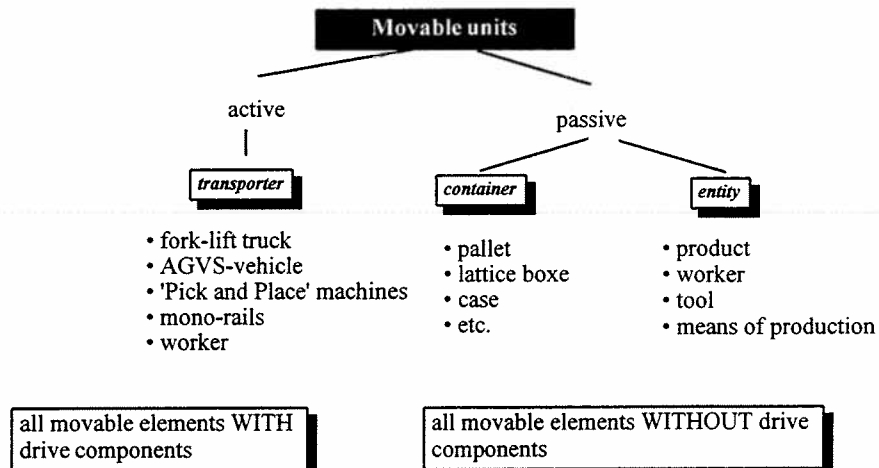 Movable units
active
passive
transporter
container
entity
• fork-lift truck
• AGVS-vehicle
• 'Pick and Place' machines
• mono-rails
• worker
• pallet
• lattice boxe
• case
• etc.
• product
• worker
• tool
• means of production
all movable elements WITH
drive components
all movable elements WITHOUT drive
components